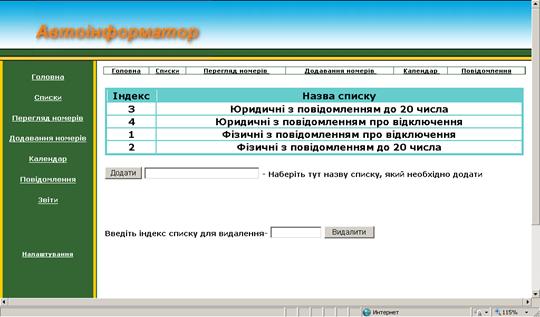 Автоінформатор
Головна Списки Перегляд номерів Додавання номерів Календар Повідомлення
Головна
Списки
Перегляд номерів
Додавання номерів
Календар
Повідомлення
Звіти
Налаштування
Індекс Назва списку
3 Юридичні з повідомленням до 20 числа
4 Юридичні з повідомленням про відключення
1 Фізичні з повідомленням про відключення
2 Фізичні з повідомленням до 20 числа
Додати - Наберіть тут назву списку, який необхідно додати
Введіть індекс списку для видалення- Видалити
Интернет 115%